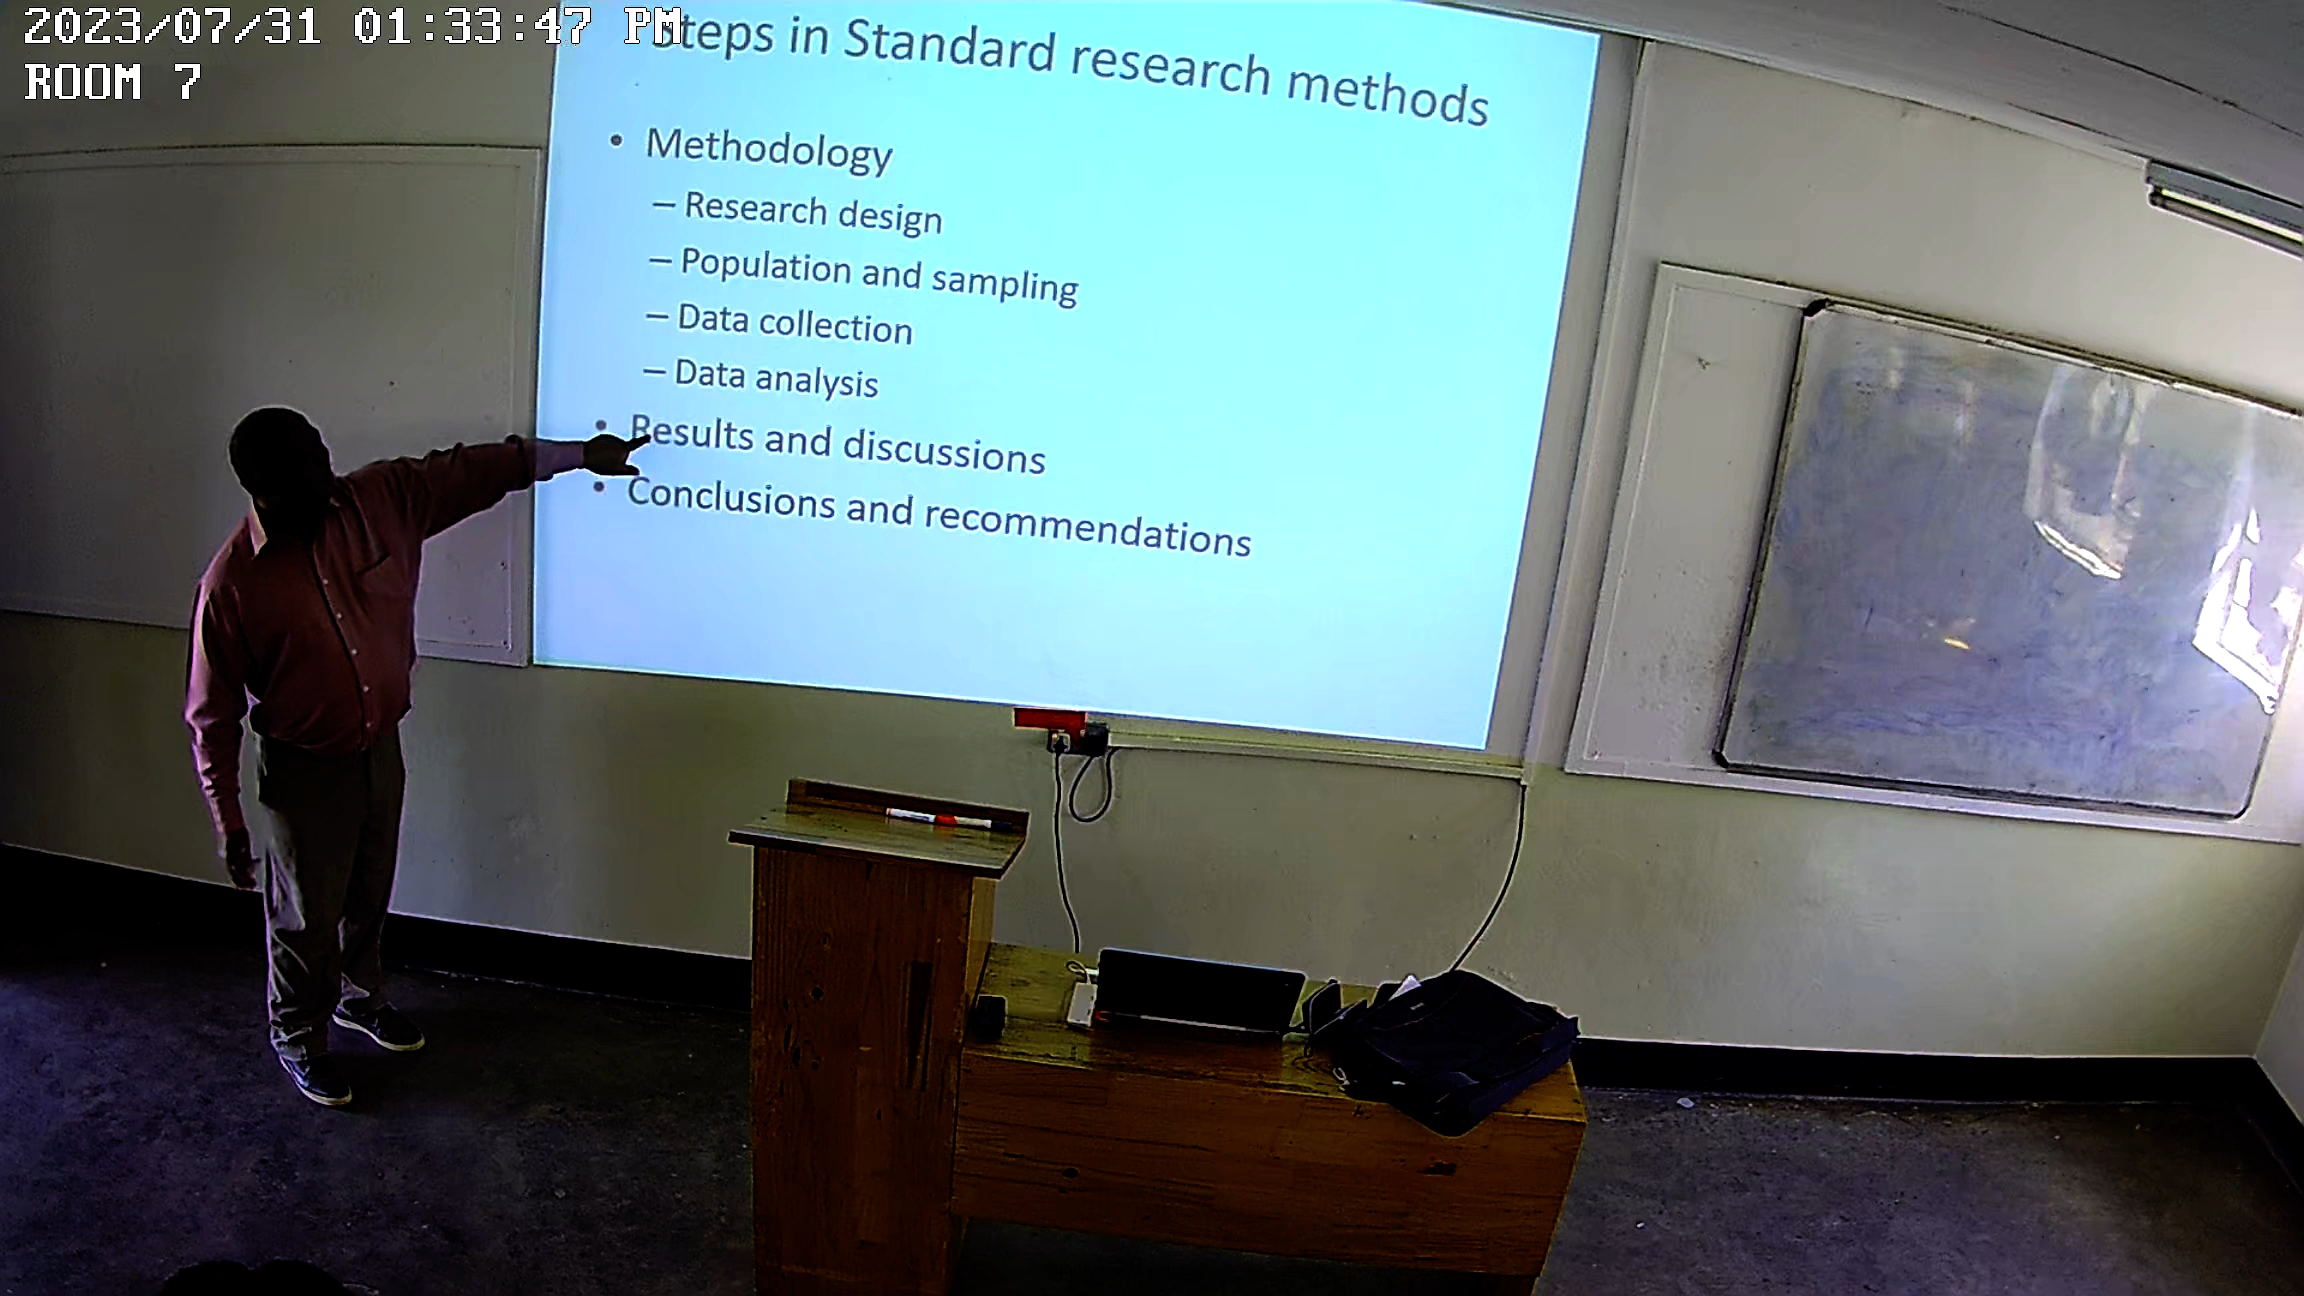 2023/07/31 01:33:47 PM
ROOM 7
Steps in Standard research methods
• Methodology
– Research design
– Population and sampling
– Data collection
– Data analysis
• Results and discussions
• Conclusions and recommendations